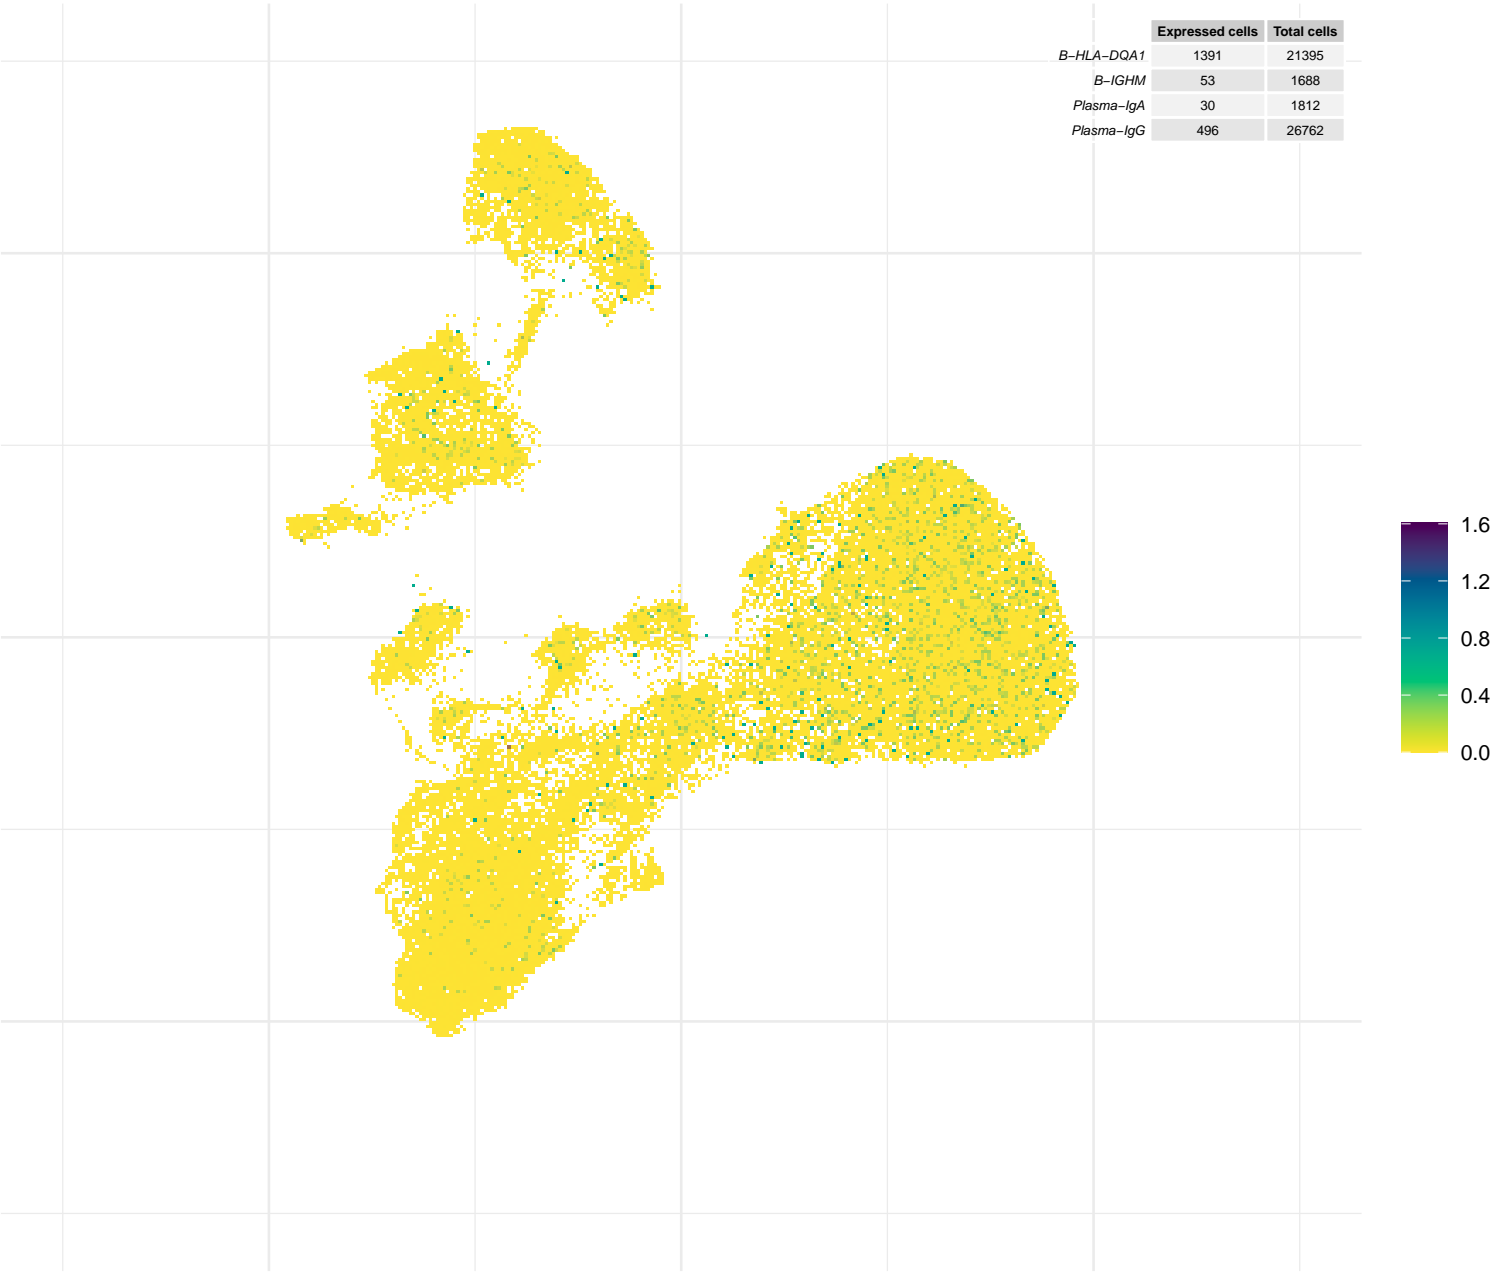 Expressed cells Total cells
B-HLA-DQA1 1391 21395
B-IGHM 53 1688
Plasma-IgA 30 1812
Plasma-IgG 496 26762
1.6
1.2
0.8
0.4
0.0